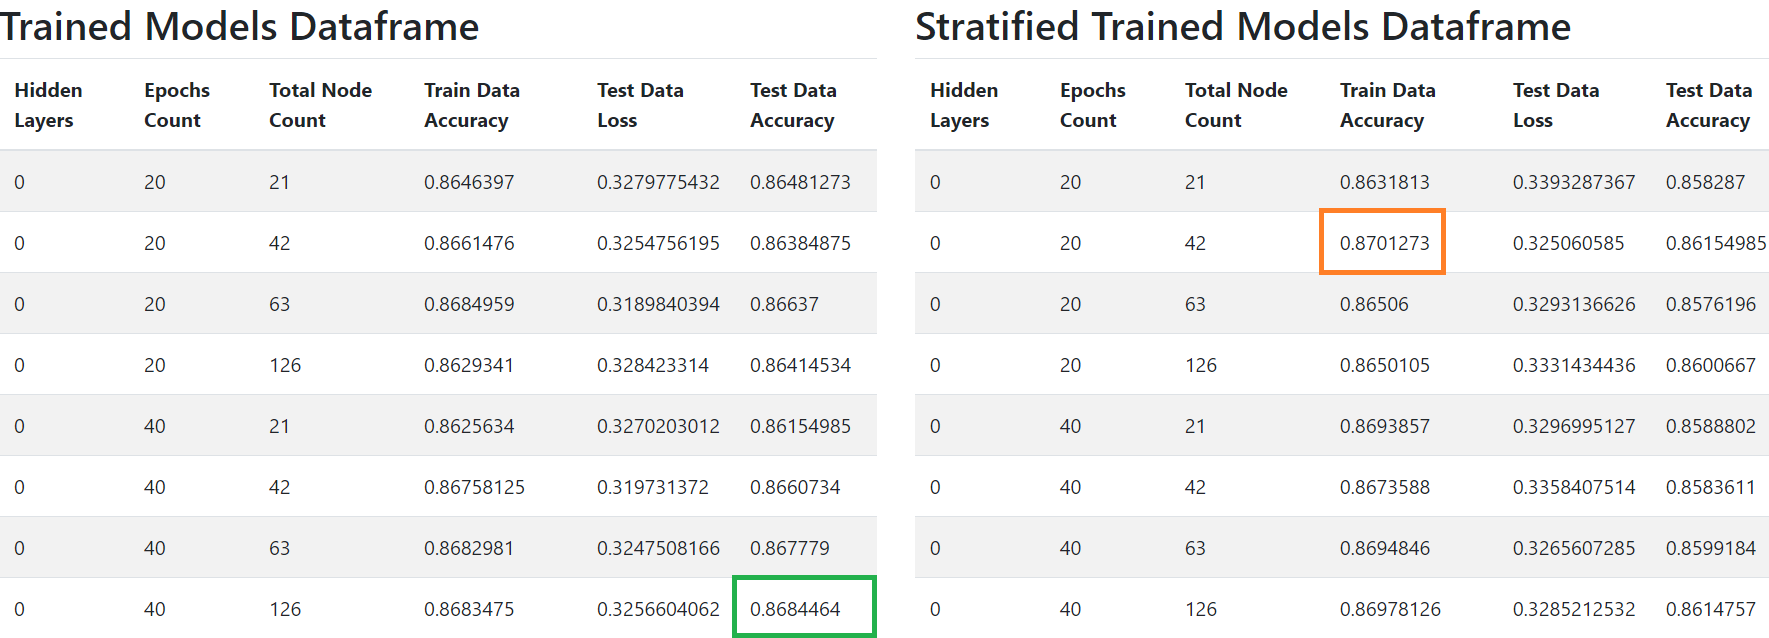 Trained Models Dataframe
Hidden Layers Epochs Count Total Node Count Train Data Accuracy Test Data Loss Test Data Accuracy
0 20 21 0.8646397 0.3279775432 0.86481273
0 20 42 0.8661476 0.3254756195 0.86384875
0 20 63 0.8684959 0.3189840394 0.86637
0 20 126 0.8629341 0.328423314 0.86414534
0 40 21 0.8625634 0.3270203012 0.86154985
0 40 42 0.86758125 0.319731372 0.8660734
0 40 63 0.8682981 0.3247508166 0.867779
0 40 126 0.8683475 0.3256604062 0.8684464
Stratified Trained Models Dataframe
Hidden Layers Epochs Count Total Node Count Train Data Accuracy Test Data Loss Test Data Accuracy
0 20 21 0.8631813 0.3393287367 0.858287
0 20 42 0.8701273 0.325060585 0.86154985
0 20 63 0.86506 0.3293136626 0.8576196
0 20 126 0.8650105 0.3331434436 0.8600667
0 40 21 0.8693857 0.3296995127 0.8588802
0 40 42 0.8673588 0.3358407514 0.8583611
0 40 63 0.8694846 0.3265607285 0.8599184
0 40 126 0.86978126 0.3285212532 0.8614757